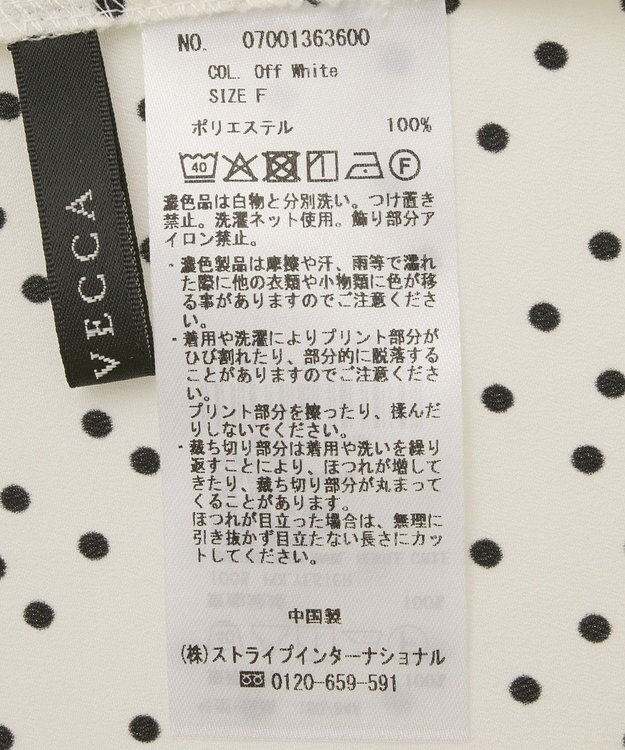 VECCA
NO. 07001363600
COL. Off White
SIZE F
ポリエステル 100%
40 F
濃色品は白物と分別洗い。つけ置き
禁止。洗濯ネット使用。飾り部分ア
イロン禁止。
・濃色製品は摩擦や汗、雨等で濡れ
た際に他の衣類や小物類に色が移
る事がありますのでご注意くださ
い。
・着用や洗濯によりプリント部分が
ひび割れたり、部分的に脱落する
ことがありますのでご注意くださ
い。
プリント部分を擦ったり、揉んだ
りしないでください。
・裁ち切り部分は着用や洗いを繰り
返すことにより、ほつれが増して
きたり、裁ち切り部分が丸まって
くることがあります。
ほつれが目立った場合は、無理に
引き抜かず目立たない長さにカッ
トしてください。
中国製
(株)ストライプインターナショナル
0120-659-591